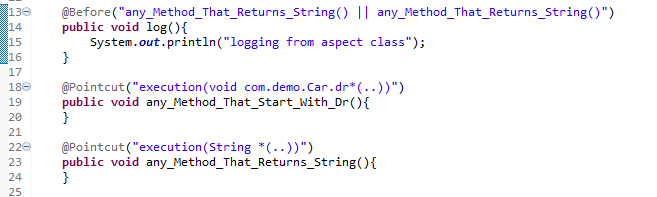 13 @Before("any_Method_That_Returns_String() || any_Method_That_Returns_String()")
14 public void log(){
15 System.out.println("logging from aspect class");
16 }
17
18 @Pointcut("execution(void com.demo.Car.dr*(..))")
19 public void any_Method_That_Start_With_Dr(){
20 }
21
22 @Pointcut("execution(String *(..))")
23 public void any_Method_That_Returns_String(){
24 }
25